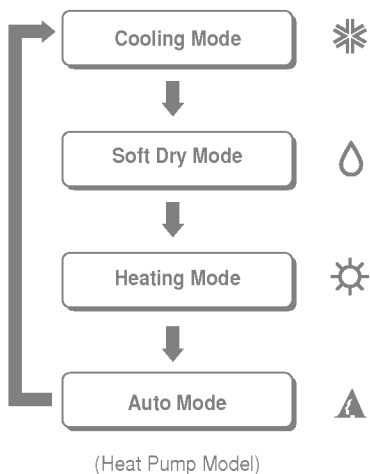 Cooling Mode
Soft Dry Mode
Heating Mode
Auto Mode
(Heat Pump Model)